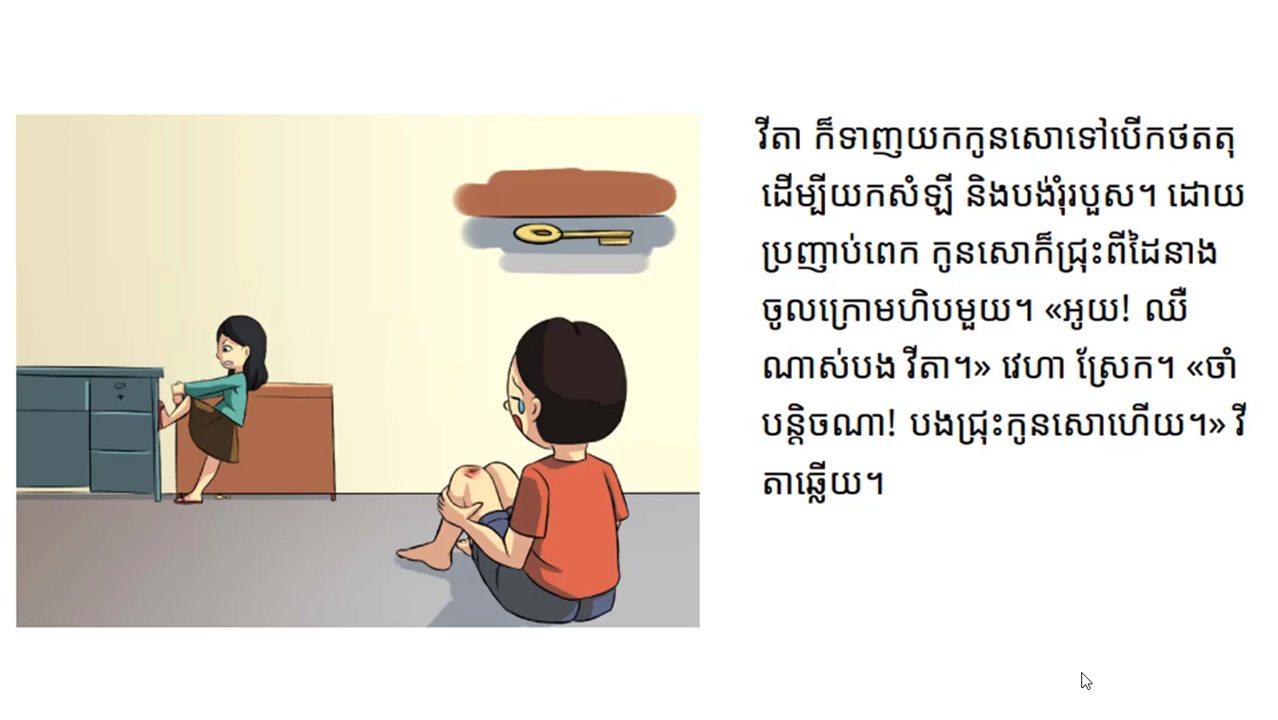 វីតា ក៏ទាញយកកូនសោទៅបើកថតតុ
ដើម្បីយកសំឡី និងបង់រុំរបួស។ ដោយ
ប្រញាប់ពេក កូនសោក៏ជ្រុះពីដៃនាង
ចូលក្រោមហិបមួយ។ «អូយ! ឈឺ
ណាស់បង វីតា។» វេហា ស្រែក។ «ចាំ
បន្តិចណា! បងជ្រុះកូនសោហើយ។» វី
តាឆ្លើយ។